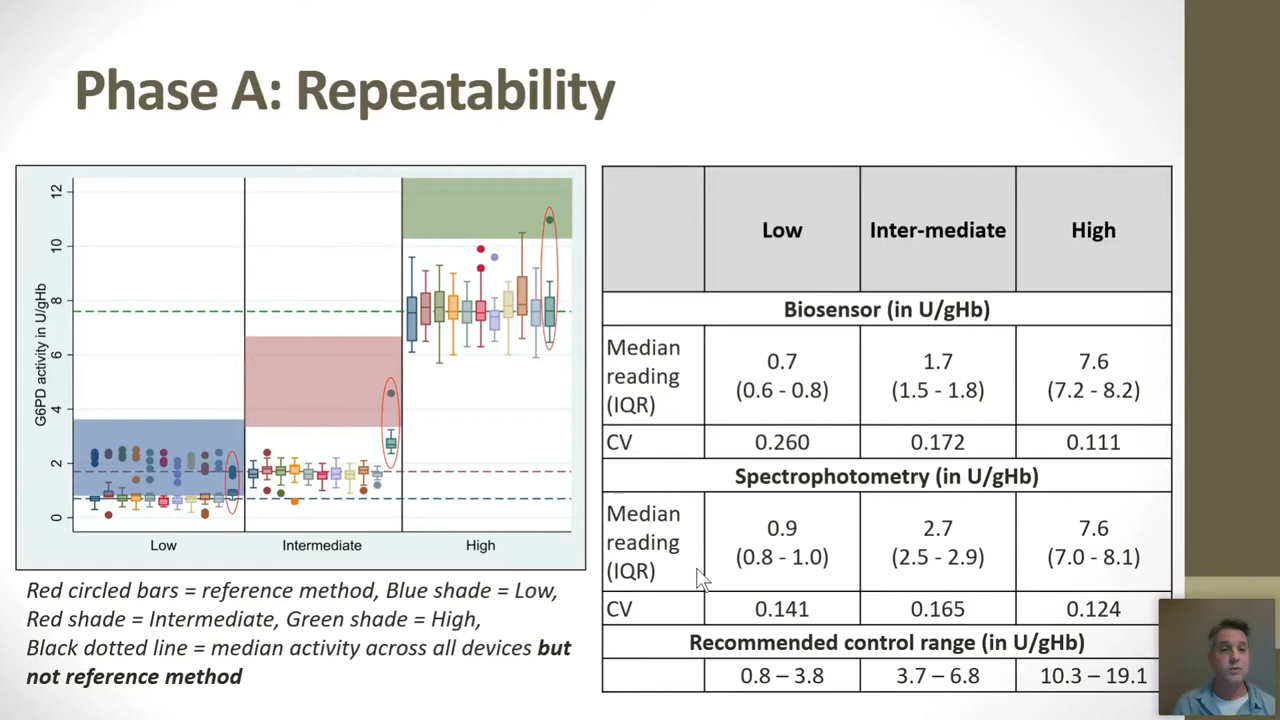 Phase A: Repeatability
G6PD activity in U/gHb
12
10
8
6
4
2
0
Low
Intermediate
High
Red circled bars = reference method, Blue shade = Low,
Red shade = Intermediate, Green shade = High,
Black dotted line = median activity across all devices but
not reference method
Low Inter-mediate High
Biosensor (in U/gHb)
Median
reading
(IQR)
0.7
(0.6 - 0.8)
1.7
(1.5 - 1.8)
7.6
(7.2 - 8.2)
CV 0.260 0.172 0.111
Spectrophotometry (in U/gHb)
Median
reading
(IQR)
0.9
(0.8 - 1.0)
2.7
(2.5 - 2.9)
7.6
(7.0 - 8.1)
CV 0.141 0.165 0.124
Recommended control range (in U/gHb)
0.8 – 3.8 3.7 – 6.8 10.3 – 19.1